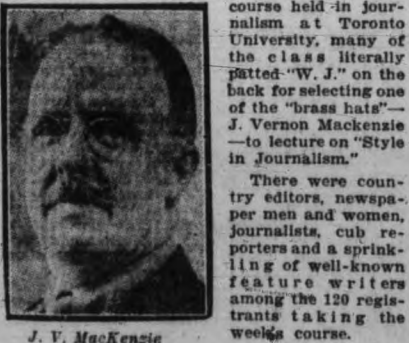 course held in jour-
nalism at Toronto
University, many of
the class literally
patted "W. J." on the
back for selecting one
of the "brass hats"—
J. Vernon Mackenzie
—to lecture on "Style
in Journalism."
There were coun-
try editors, newspa-
per men and women,
journalists, cub re-
porters and a sprink-
ling of well-known
feature writers
among the 120 regis-
trants taking the
week's course.
J. V. MacKenzie